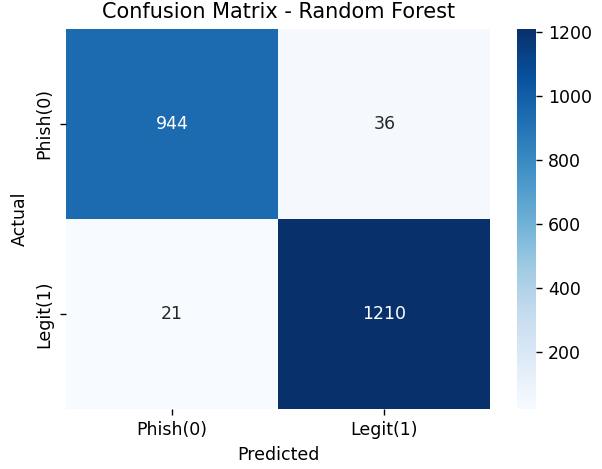 Confusion Matrix - Random Forest
Phish(0)
944
36
Actual
Legit(1)
21
1210
Phish(0)
Legit(1)
Predicted
1200
1000
800
600
400
200